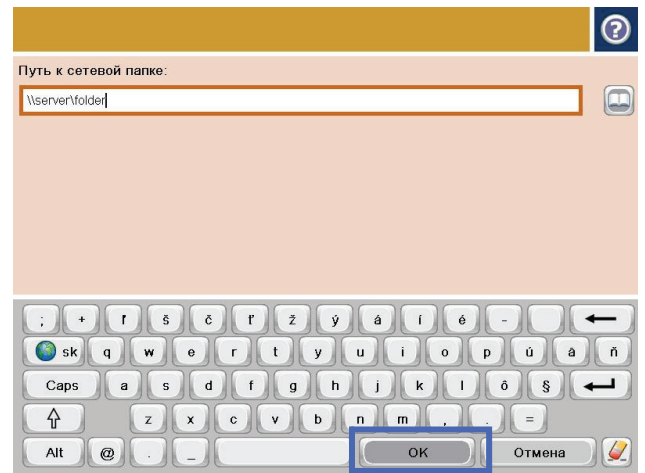 ?
Путь к сетевой папке:
\\server\folder
; + ľ š č ť ž ý á í é -
sk q w e r t y u i o p ú ä ň
Caps a s d f g h j k l ô §
z x c v b n m , . =
Alt @ . _ OK Отмена